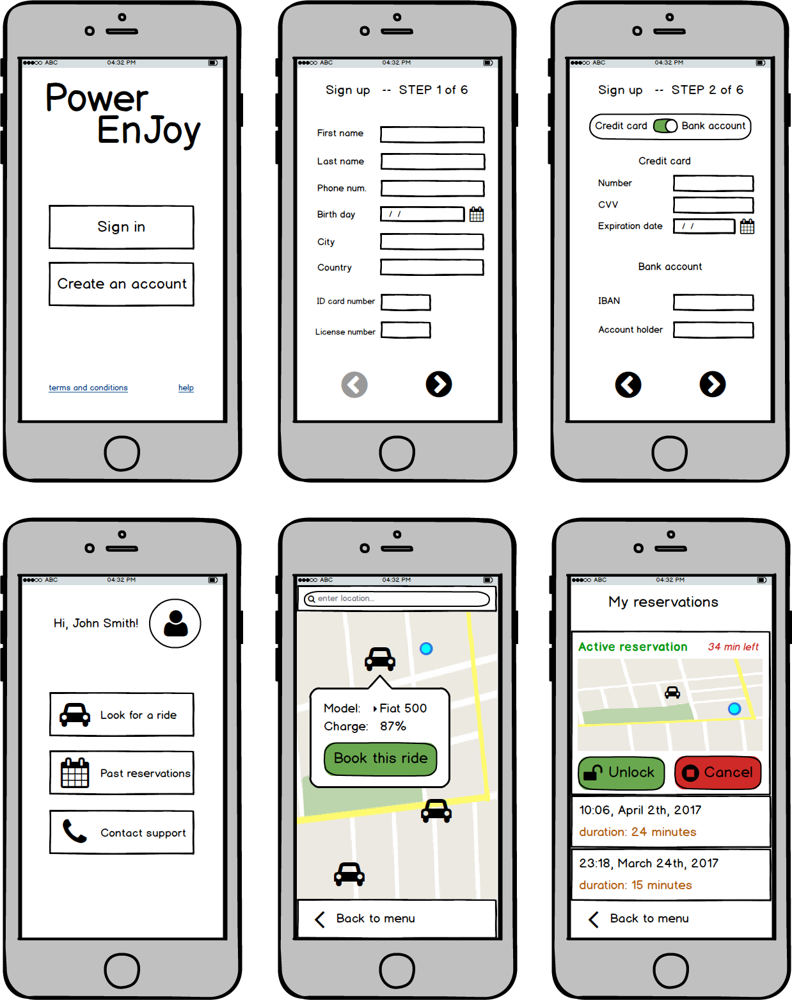 ABC 04:32 PM
Power
EnJoy
Sign in
Create an account
terms and conditions help
ABC 04:32 PM
Sign up -- STEP 1 of 6
First name
Last name
Phone num.
Birth day / /
City
Country
ID card number
License number
ABC 04:32 PM
Sign up -- STEP 2 of 6
Credit card Bank account
Credit card
Number
CVV
Expiration date / /
Bank account
IBAN
Account holder
ABC 04:32 PM
Hi, John Smith!
Look for a ride
Past reservations
Contact support
ABC 04:32 PM
enter location...
Model: Fiat 500
Charge: 87%
Book this ride
Back to menu
ABC 04:32 PM
My reservations
Active reservation 34 min left
Unlock Cancel
10:06, April 2th, 2017
duration: 24 minutes
23:18, March 24th, 2017
duration: 15 minutes
Back to menu